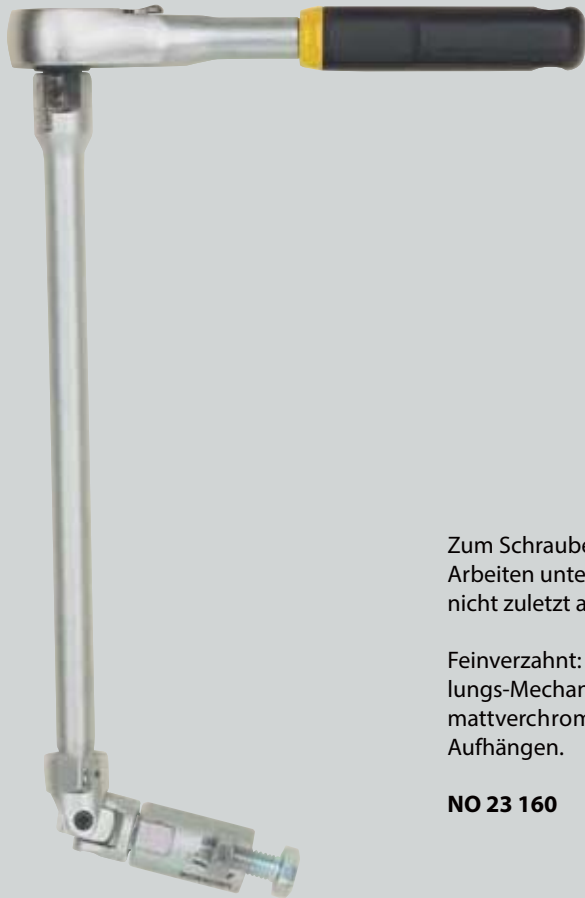 Zum Schraube
Arbeiten unte
nicht zuletzt a
Feinverzahnt:
lungs-Mechan
mattverchrom
Aufhängen.
NO 23 160